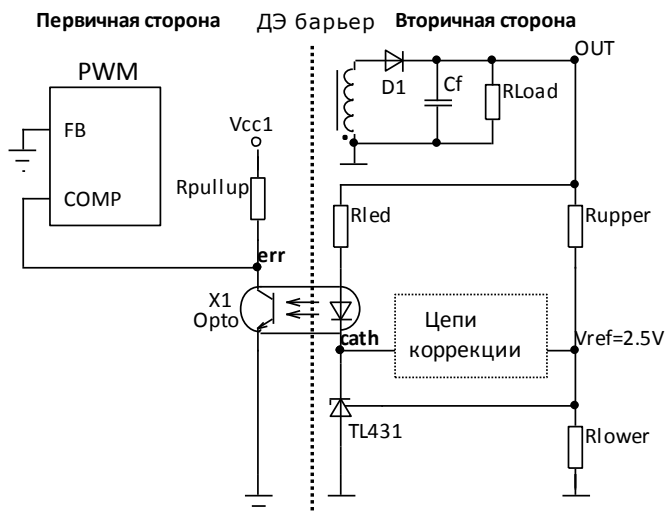 Первичная сторона
ДЭ барьер
Вторичная сторона
PWM
FB
COMP
Vcc1
Rpullup
err
X1
Opto
OUT
D1
Cf
RLoad
Rled
Rupper
cath
Цепи
коррекции
Vref=2.5V
TL431
Rlower